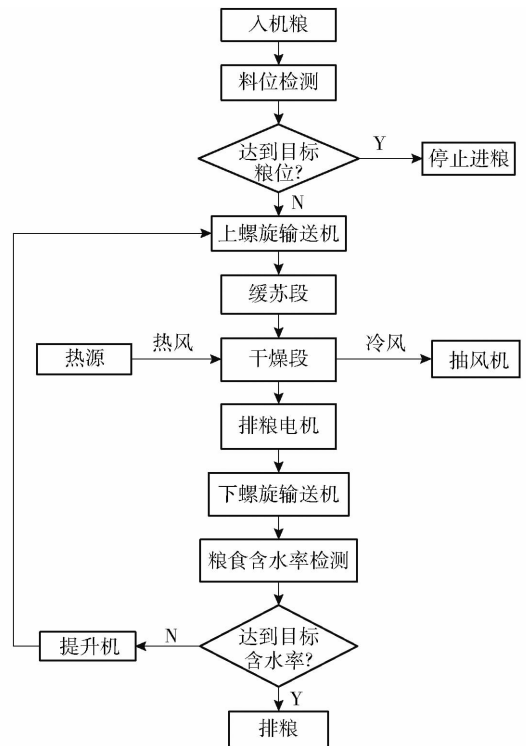 入机粮
料位检测
达到目标
粮位?
Y
停止进粮
N
上螺旋输送机
缓苏段
热源
热风
干燥段
冷风
抽风机
排粮电机
下螺旋输送机
粮食含水率检测
达到目标
含水率?
N
提升机
Y
排粮